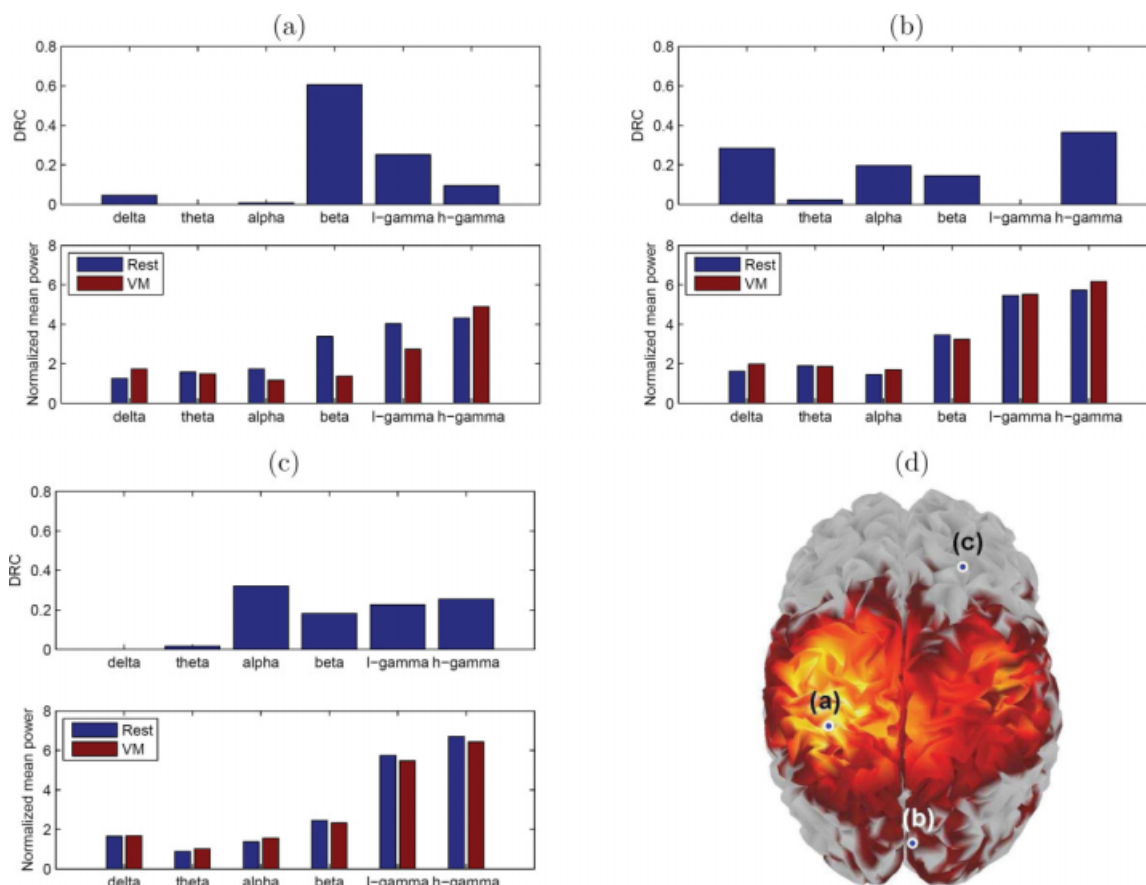 (a)
0.8
0.6
0.4
0.2
0
DRC
delta theta alpha beta l-gamma h-gamma
8
6
4
2
0
Normalized mean power
Rest
VM
delta theta alpha beta l-gamma h-gamma
(b)
0.8
0.6
0.4
0.2
0
DRC
delta theta alpha beta l-gamma h-gamma
8
6
4
2
0
Normalized mean power
Rest
VM
delta theta alpha beta l-gamma h-gamma
(c)
0.8
0.6
0.4
0.2
0
DRC
delta theta alpha beta l-gamma h-gamma
8
6
4
2
0
Normalized mean power
Rest
VM
delta theta alpha beta l-gamma h-gamma
(d)
(c)
(a)
(b)